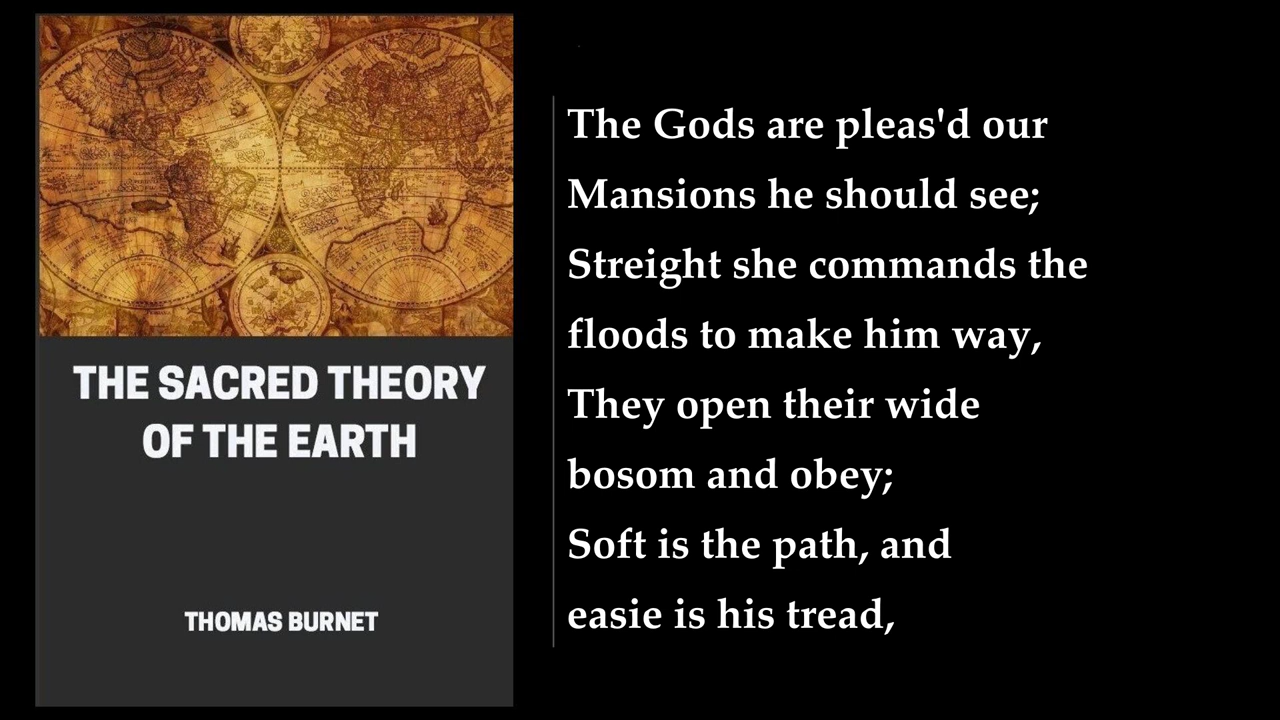 THE SACRED THEORY
OF THE EARTH
THOMAS BURNET
The Gods are pleas'd our
Mansions he should see;
Streight she commands the
floods to make him way,
They open their wide
bosom and obey;
Soft is the path, and
easie is his tread,